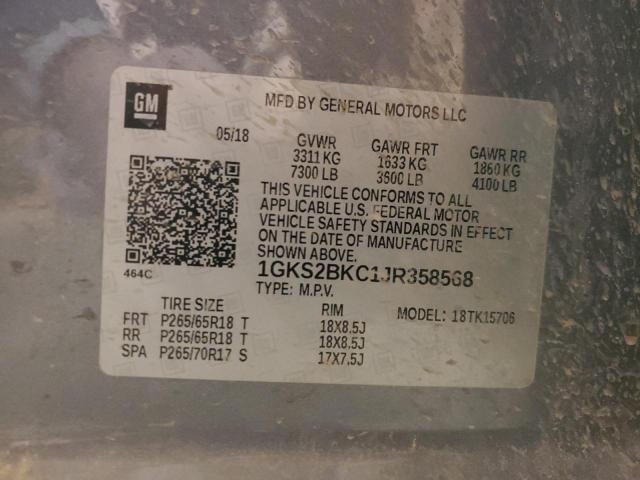 GM
MFD BY GENERAL MOTORS LLC
05/18
GVWR GAWR FRT GAWR RR
3311 KG 1633 KG 1860 KG
7300 LB 3600 LB 4100 LB
THIS VEHICLE CONFORMS TO ALL
APPLICABLE U.S. FEDERAL MOTOR
VEHICLE SAFETY STANDARDS IN EFFECT
ON THE DATE OF MANUFACTURE
SHOWN ABOVE.
464C
1GKS2BKC1JR358568
TYPE: M.P.V.
MODEL: 18TK15706
TIRE SIZE RIM
FRT P265/65R18 T 18X8.5J
RR P265/65R18 T 18X8.5J
SPA P265/70R17 S 17X7.5J